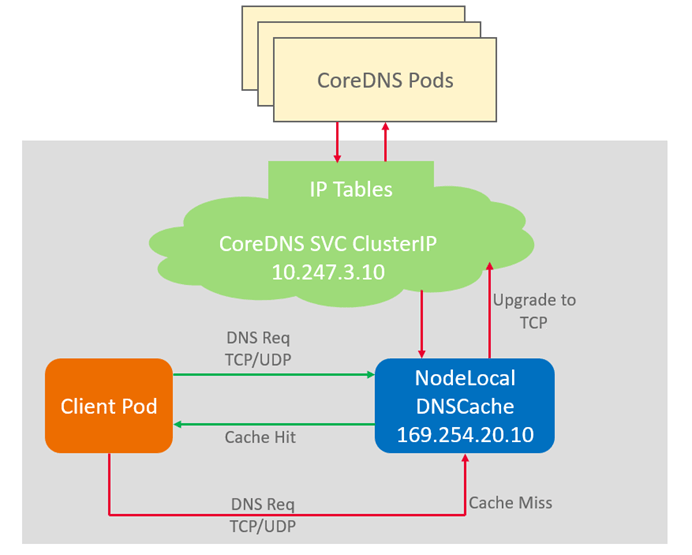 CoreDNS Pods
IP Tables
CoreDNS SVC ClusterIP
10.247.3.10
Upgrade to
TCP
DNS Req
TCP/UDP
Client Pod
NodeLocal
DNSCache
169.254.20.10
Cache Hit
DNS Req
TCP/UDP
Cache Miss